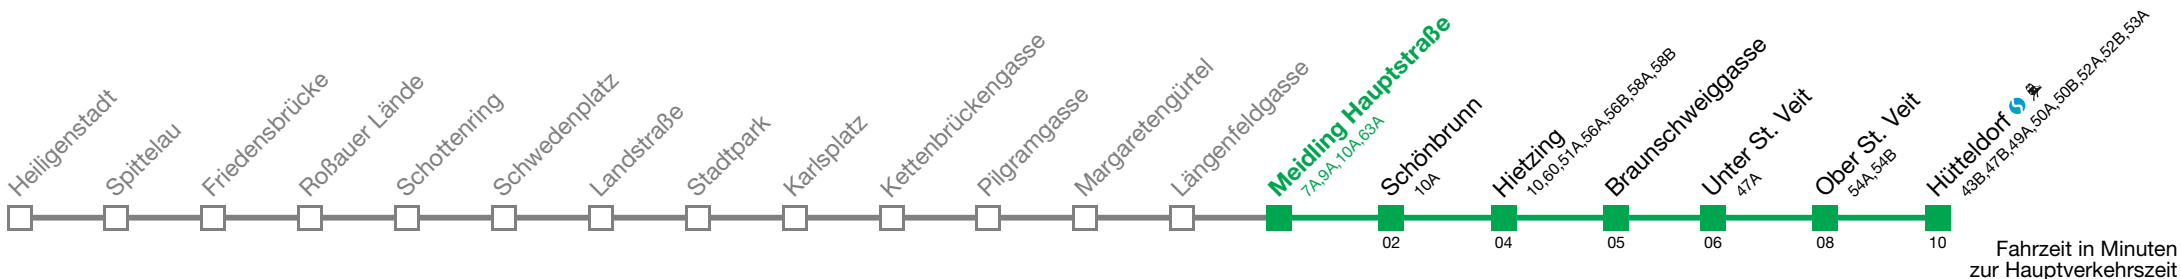 Heiligenstadt
Spittelau
Friedensbrücke
Roßauer Lände
Schottenring
Schwedenplatz
Landstraße
Stadtpark
Karlsplatz
Kettenbrückengasse
Pilgramgasse
Margaretengürtel
Längenfeldgasse
Meidling Hauptstraße
7A,9A,10A,63A
Schönbrunn
10A
02
Hietzing
10,60,51A,56A,56B,58A,58B
04
Braunschweiggasse
05
Unter St. Veit
47A
06
Ober St. Veit
54A,54B
08
Hütteldorf
43B,47B,49A,50A,50B,52A,52B,53A
10
Fahrzeit in Minuten
zur Hauptverkehrszeit